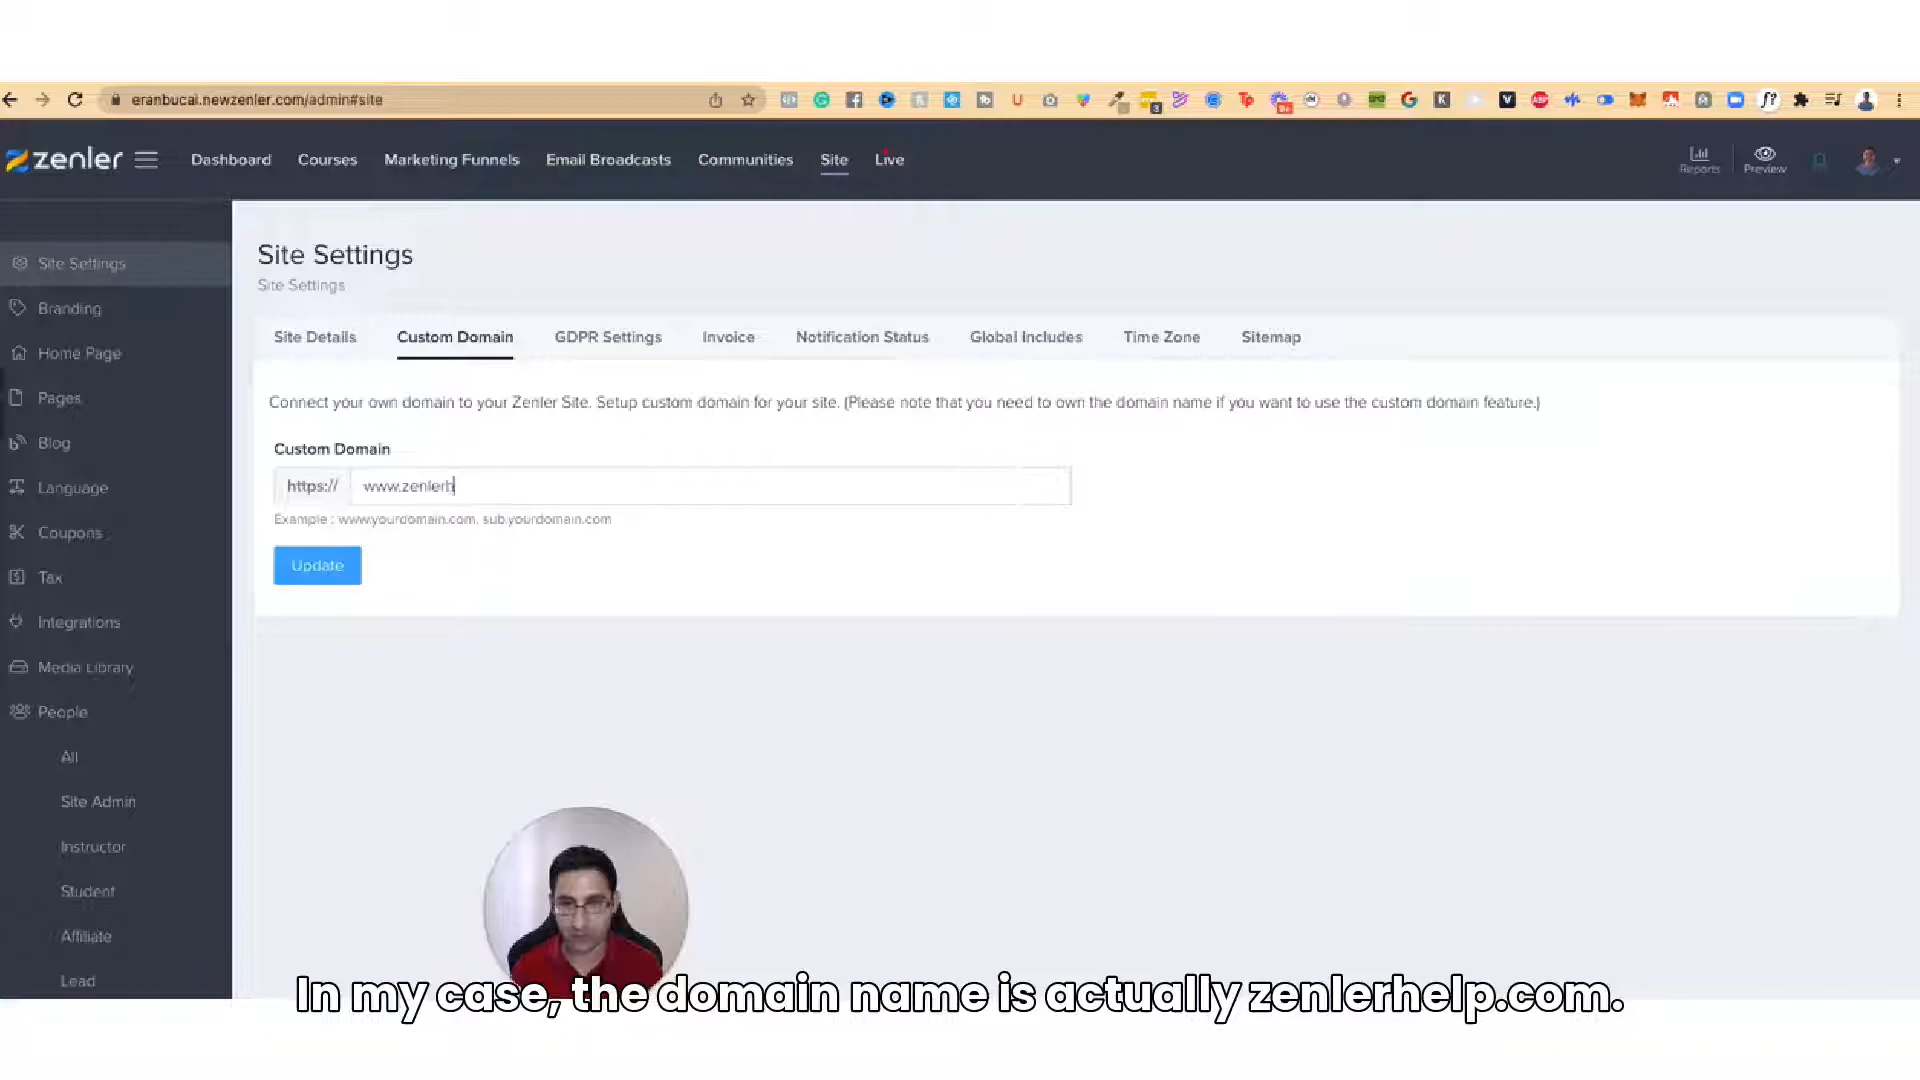 eranbucai.newzenler.com/admin#site
zenler
Dashboard
Courses
Marketing Funnels
Email Broadcasts
Communities
Site
Live
Reports
Preview
Site Settings
Branding
Home Page
Pages
Blog
Language
Coupons
Tax
Integrations
Media Library
People
All
Site Admin
Instructor
Student
Affiliate
Lead
Site Settings
Site Settings
Site Details
Custom Domain
GDPR Settings
Invoice
Notification Status
Global Includes
Time Zone
Sitemap
Connect your own domain to your Zenler Site. Setup custom domain for your site. (Please note that you need to own the domain name if you want to use the custom domain feature.)
Custom Domain
https:// www.zenlerh
Example : www.yourdomain.com, sub.yourdomain.com
Update
In my case, the domain name is actually zenlerhelp.com.